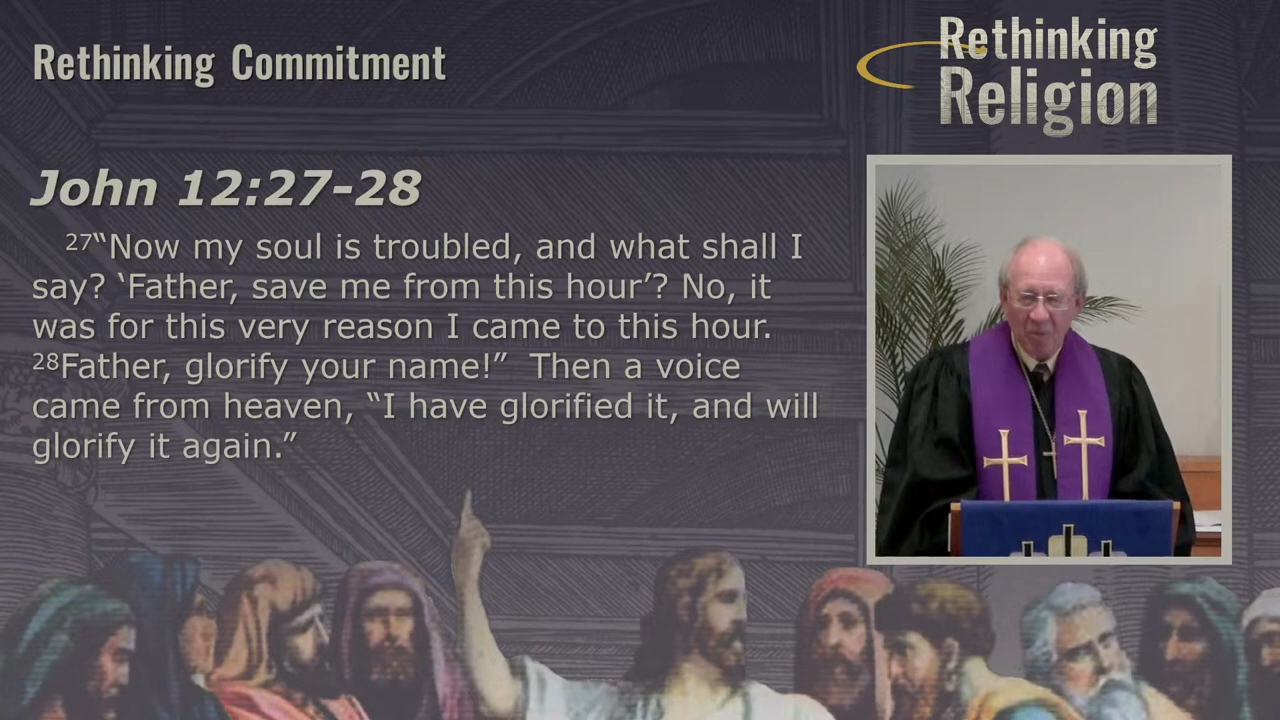 Rethinking Commitment
Rethinking
Religion
John 12:27-28
27“Now my soul is troubled, and what shall I
say? ‘Father, save me from this hour’? No, it
was for this very reason I came to this hour.
28Father, glorify your name!”  Then a voice
came from heaven, “I have glorified it, and will
glorify it again.”